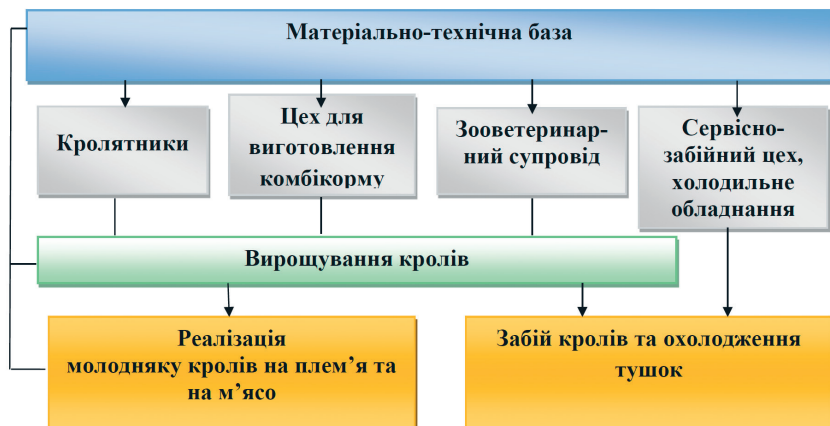 Матеріально-технічна база
Кролятники
Цех для
виготовлення
комбікорму
Зооветеринар-
ний супровід
Сервісно-
забійний цех,
холодильне
обладнання
Вирощування кролів
Реалізація
молодняку кролів на плем’я та
на м’ясо
Забій кролів та охолодження
тушок